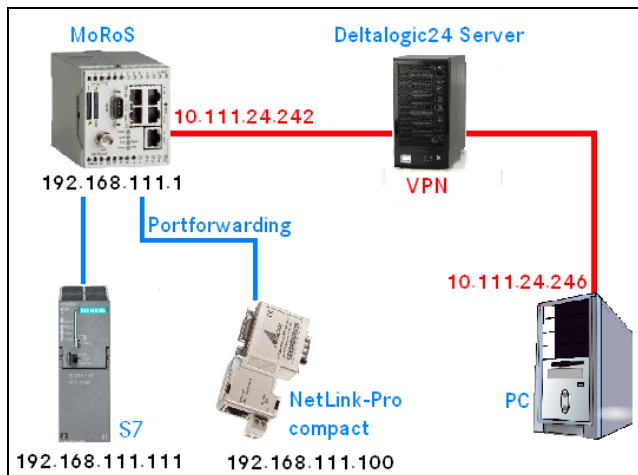 MoRoS
Deltalogic24 Server
10.111.24.242
VPN
192.168.111.1
Portforwarding
10.111.24.246
SIEMENS
S7
NetLink-Pro
compact
PC
192.168.111.111
192.168.111.100